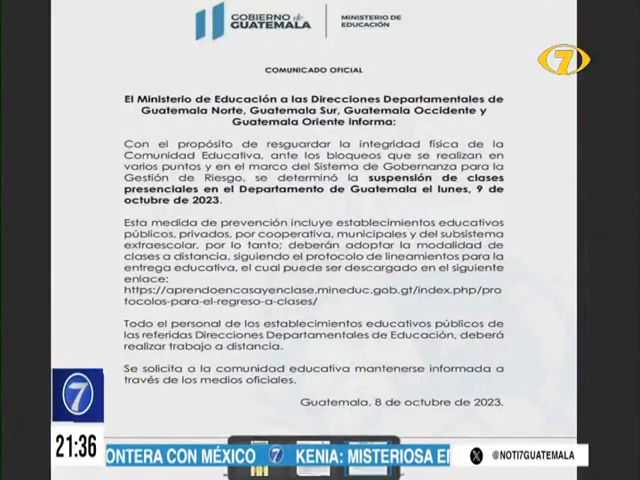 GOBIERNO de
GUATEMALA
MINISTERIO DE
EDUCACIÓN
7
COMUNICADO OFICIAL
El Ministerio de Educación a las Direcciones Departamentales de
Guatemala Norte, Guatemala Sur, Guatemala Occidente y
Guatemala Oriente informa:
Con el propósito de resguardar la integridad física de la
Comunidad Educativa, ante los bloqueos que se realizan en
varios puntos y en el marco del Sistema de Gobernanza para la
Gestión de Riesgo, se determinó la suspensión de clases
presenciales en el Departamento de Guatemala el lunes, 9 de
octubre de 2023.
Esta medida de prevención incluye establecimientos educativos
públicos, privados, por cooperativa, municipales y del subsistema
extraescolar, por lo tanto; deberán adoptar la modalidad de
clases a distancia, siguiendo el protocolo de lineamientos para la
entrega educativa, el cual puede ser descargado en el siguiente
enlace:
https://aprendoencasayenclase.mineduc.gob.gt/index.php/pro
tocolos-para-el-regreso-a-clases/
Todo el personal de los establecimientos educativos públicos de
las referidas Direcciones Departamentales de Educación, deberá
realizar trabajo a distancia.
Se solicita a la comunidad educativa mantenerse informada a
través de los medios oficiales.
Guatemala, 8 de octubre de 2023.
7
21:36
ONTERA CON MÉXICO 7 KENIA: MISTERIOSA E
X @NOTI7GUATEMALA